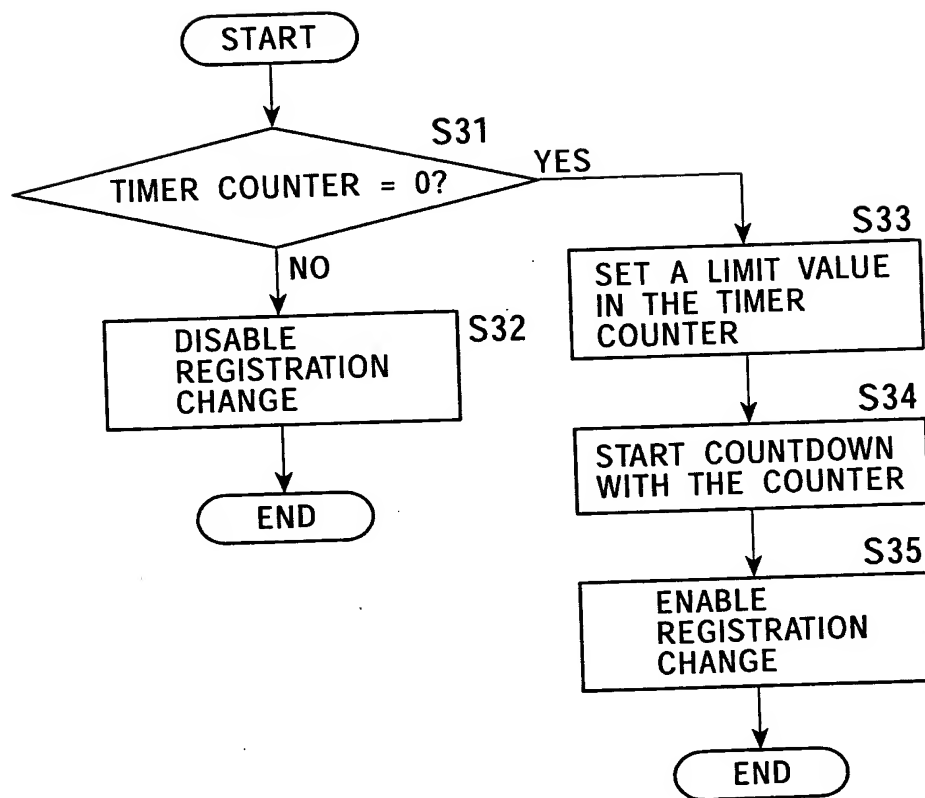 START
S31
TIMER COUNTER = 0?
YES
NO
S32
DISABLE
REGISTRATION
CHANGE
END
S33
SET A LIMIT VALUE
IN THE TIMER
COUNTER
S34
START COUNTDOWN
WITH THE COUNTER
S35
ENABLE
REGISTRATION
CHANGE
END